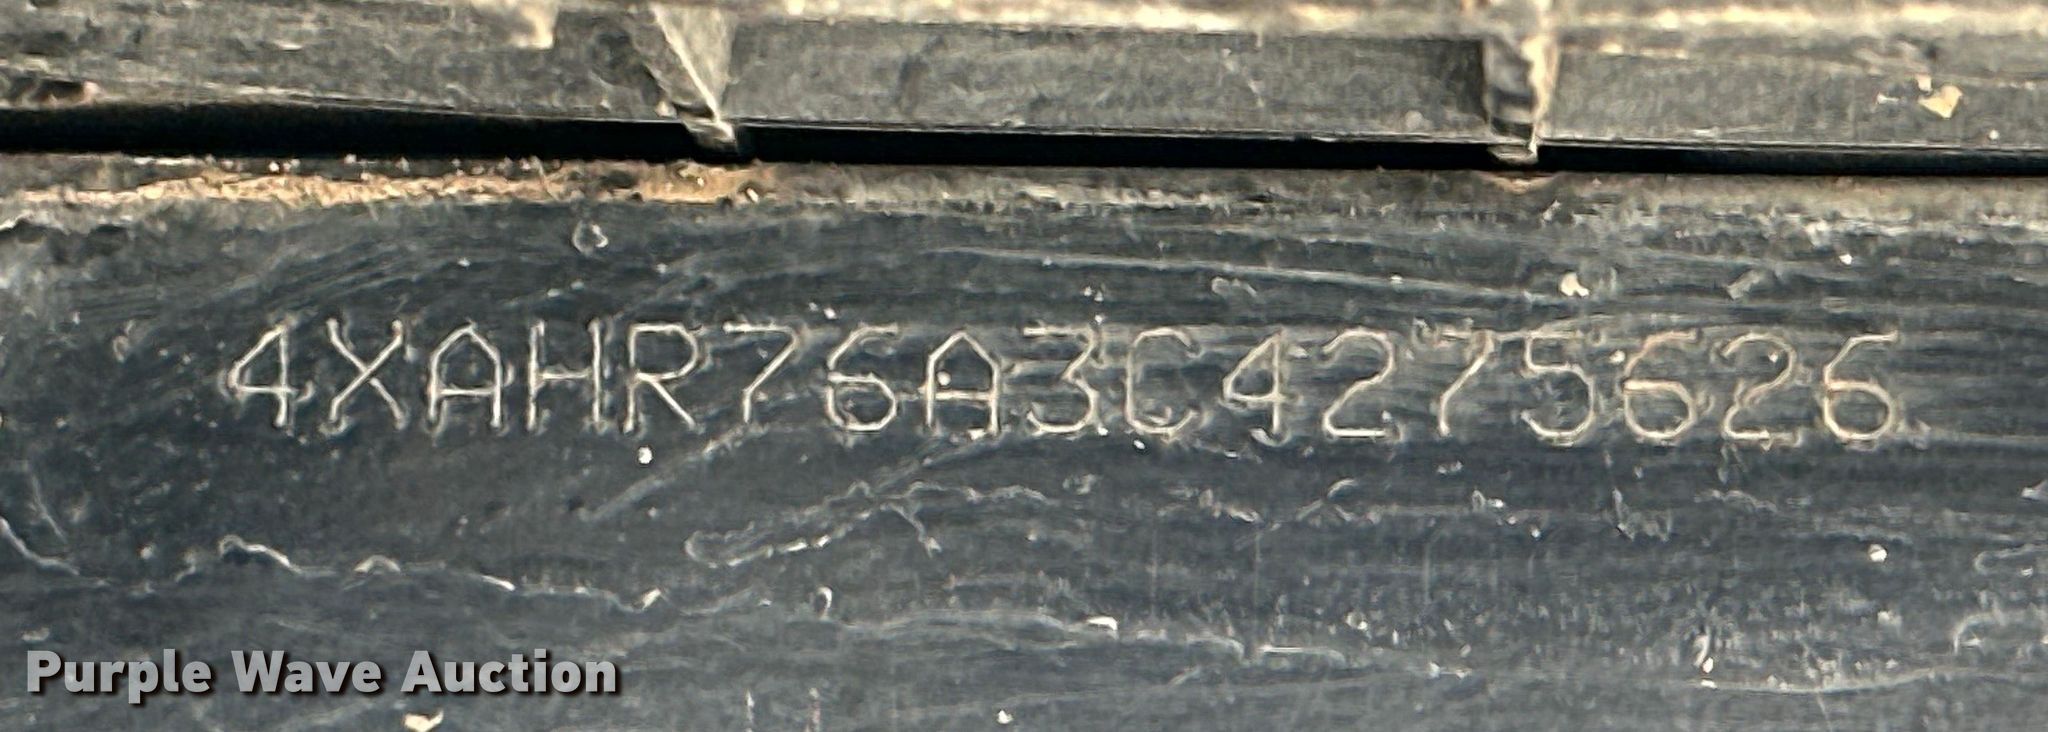 4XAHR76A3C4275626
Purple Wave Auction